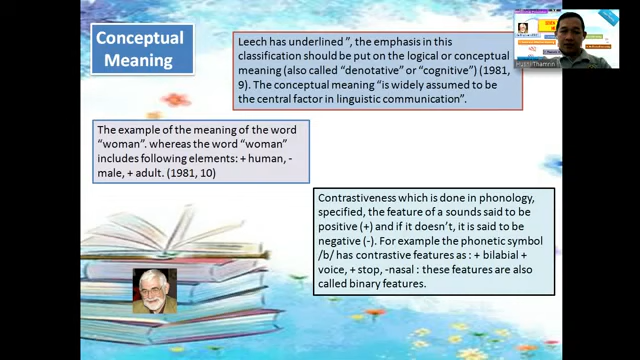 Conceptual
Meaning
Leech has underlined ”, the emphasis in this
classification should be put on the logical or conceptual
meaning (also called “denotative” or “cognitive”) (1981,
9). The conceptual meaning “is widely assumed to be
the central factor in linguistic communication”.
The example of the meaning of the word
“woman”. whereas the word “woman”
includes following elements: + human, -
male, + adult. (1981, 10)
Contrastiveness which is done in phonology,
specified, the feature of a sounds said to be
positive (+) and if it doesn’t, it is said to be
negative (-). For example the phonetic symbol
/b/ has contrastive features as : + bilabial +
voice, + stop, -nasal : these features are also
called binary features.